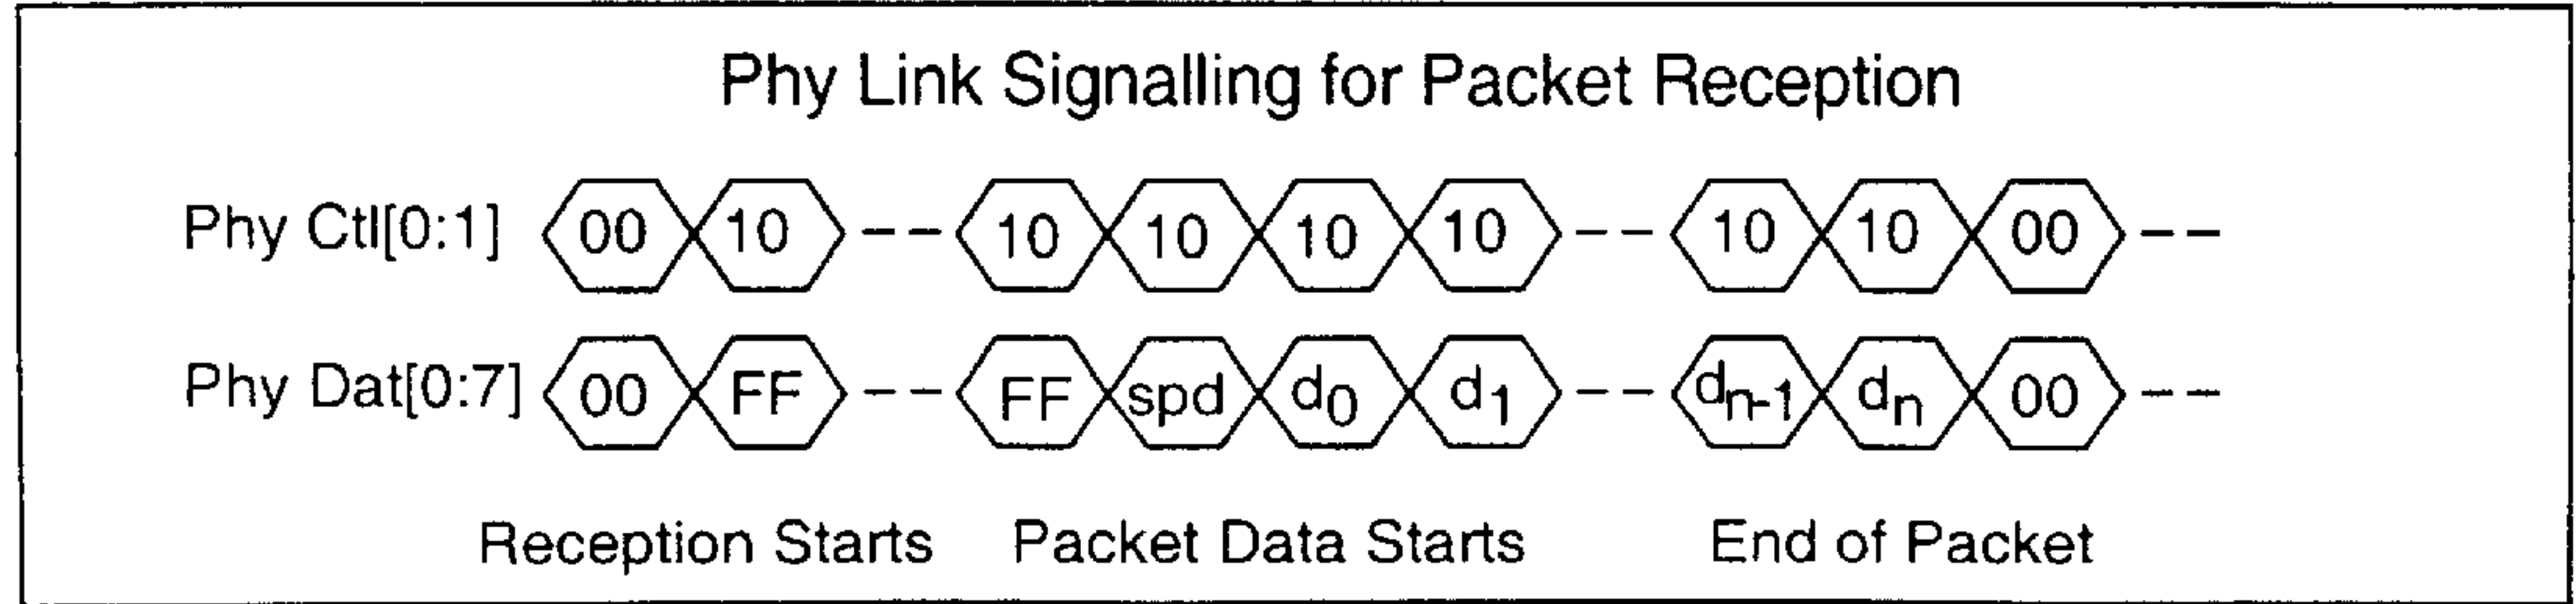 Phy Link Signalling for Packet Reception
Phy Ctl[0:1] 00 10 -- 10 10 10 10 -- 10 10 00 --
Phy Dat[0:7] 00 FF -- FF spd d0 d1 -- dn-1 dn 00 --
Reception Starts Packet Data Starts End of Packet